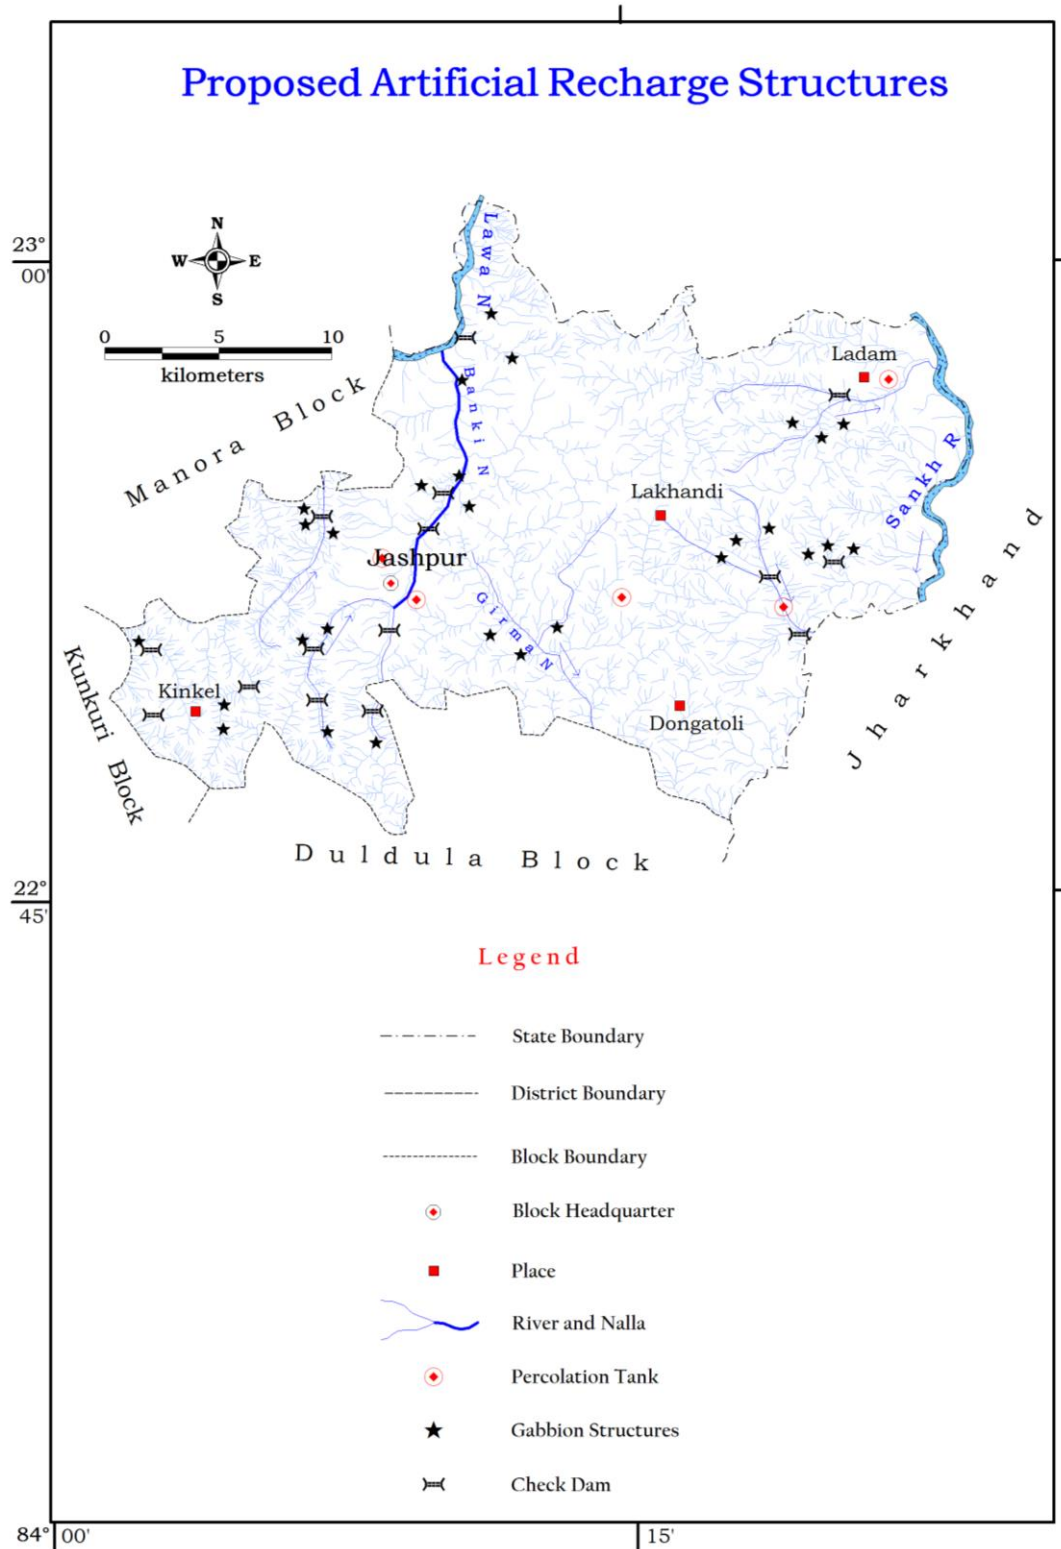 Proposed Artificial Recharge Structures
23°
00'
N
W E
S
0 5 10
kilometers
Lawa N
Banki N
Manora Block
Ladam
Sankh R
Lakhandi
Jashpur
Girma N
Jharkhand
Kunkuri Block
Kinkel
Dongatoli
Duldula Block
22°
45'
Legend
State Boundary
District Boundary
Block Boundary
Block Headquarter
Place
River and Nalla
Percolation Tank
Gabbion Structures
Check Dam
84° 00' 15'